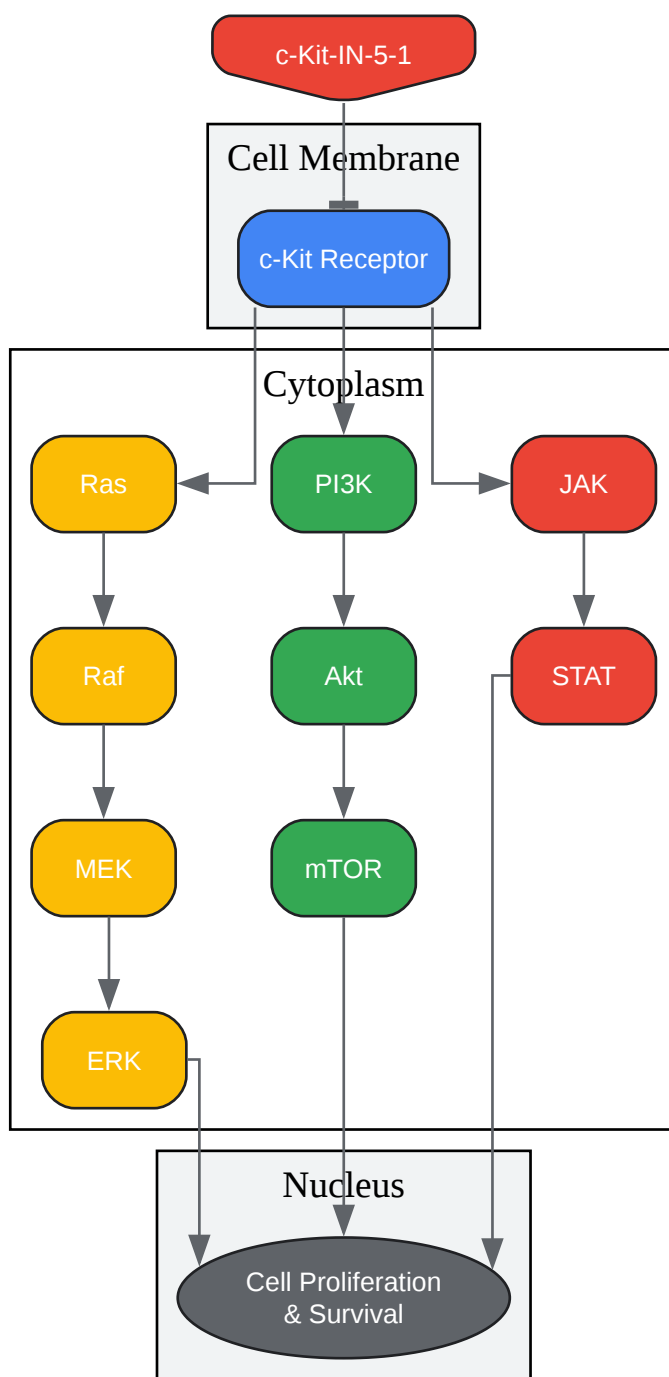 c-Kit-IN-5-1
Cell Membrane
c-Kit Receptor
Cytoplasm
Ras
PI3K
JAK
Raf
Akt
STAT
MEK
mTOR
ERK
Nucleus
Cell Proliferation
& Survival